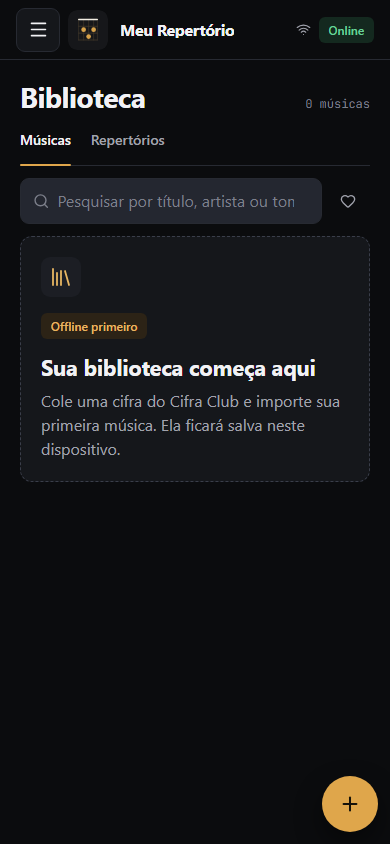 Meu Repertório
Online
Biblioteca
0 músicas
Músicas
Repertórios
Pesquisar por título, artista ou ton
Offline primeiro
Sua biblioteca começa aqui
Cole uma cifra do Cifra Club e importe sua
primeira música. Ela ficará salva neste
dispositivo.